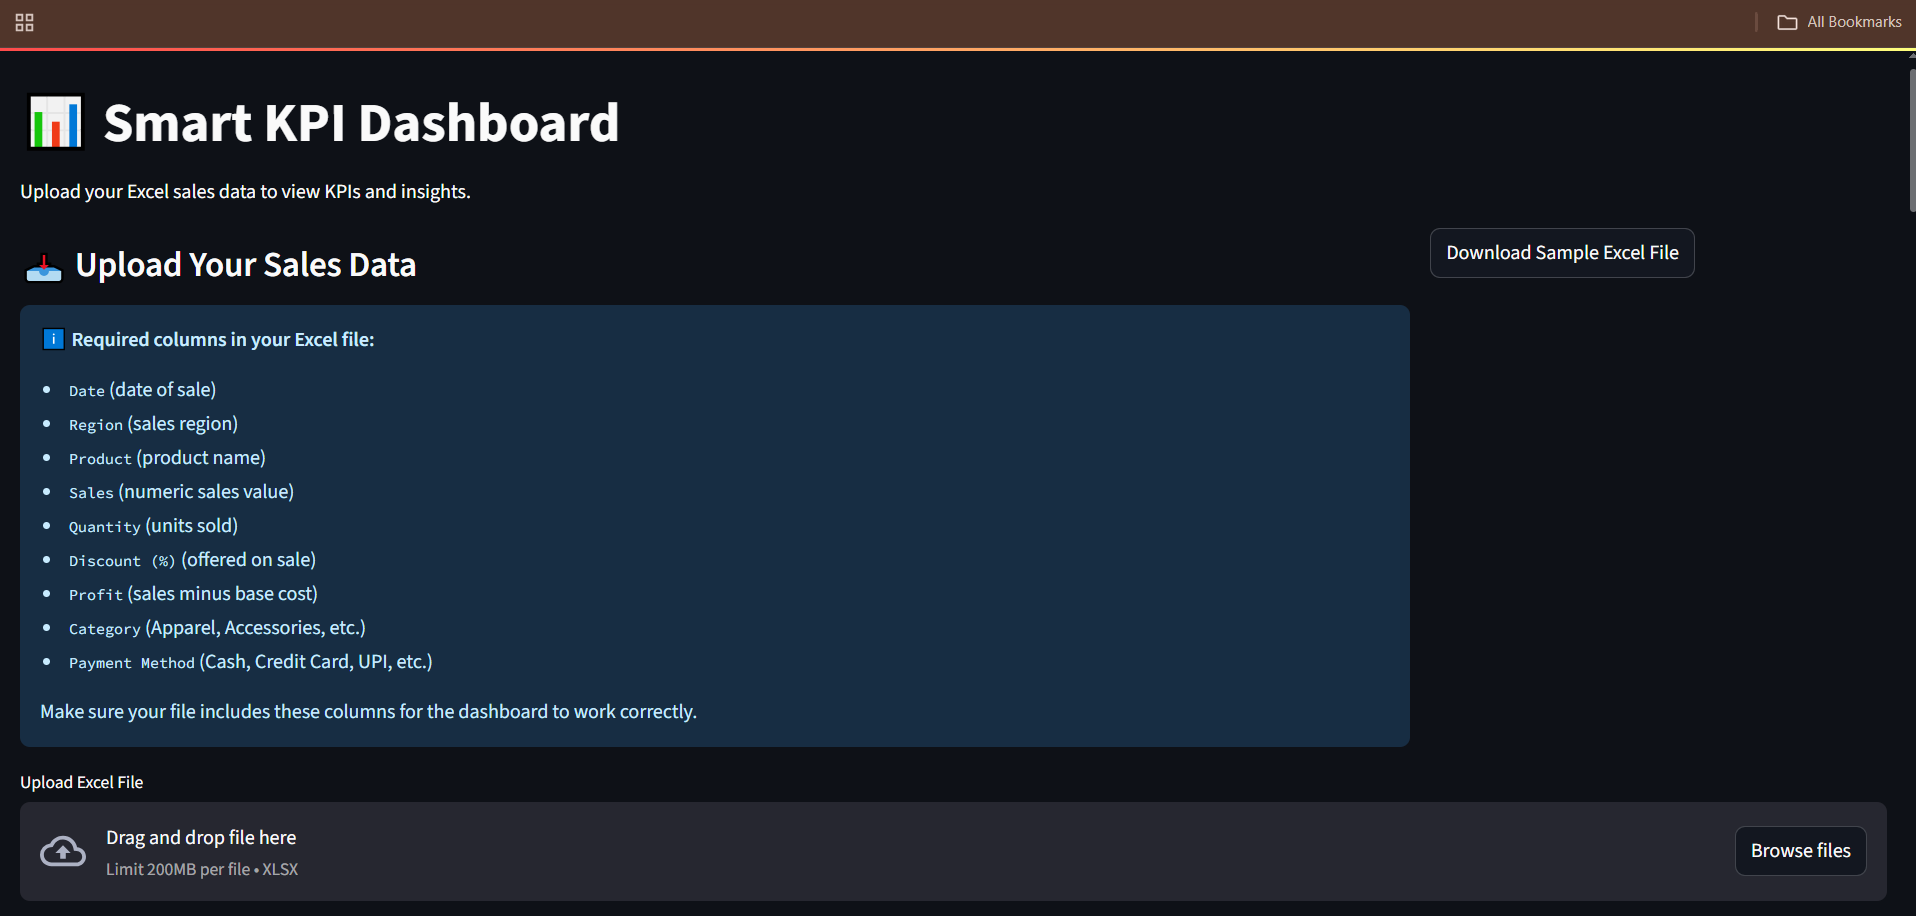 All Bookmarks
Smart KPI Dashboard
Upload your Excel sales data to view KPIs and insights.
Upload Your Sales Data
Download Sample Excel File
Required columns in your Excel file:
Date (date of sale)
Region (sales region)
Product (product name)
Sales (numeric sales value)
Quantity (units sold)
Discount (%) (offered on sale)
Profit (sales minus base cost)
Category (Apparel, Accessories, etc.)
Payment Method (Cash, Credit Card, UPI, etc.)
Make sure your file includes these columns for the dashboard to work correctly.
Upload Excel File
Drag and drop file here
Limit 200MB per file • XLSX
Browse files